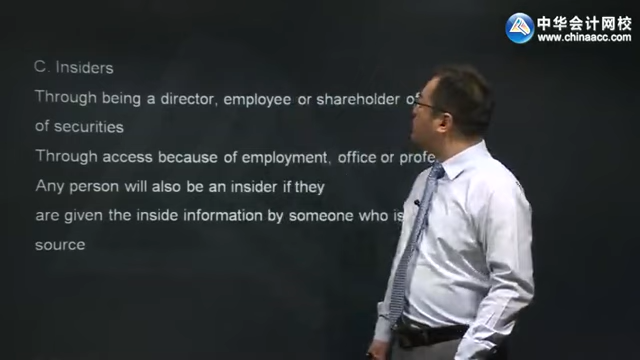 中华会计网校
www.chinaacc.com
C. Insiders
Through being a director, employee or shareholder of
of securities
Through access because of employment, office or
Any person will also be an insider if they
are given the inside information by someone who is
source